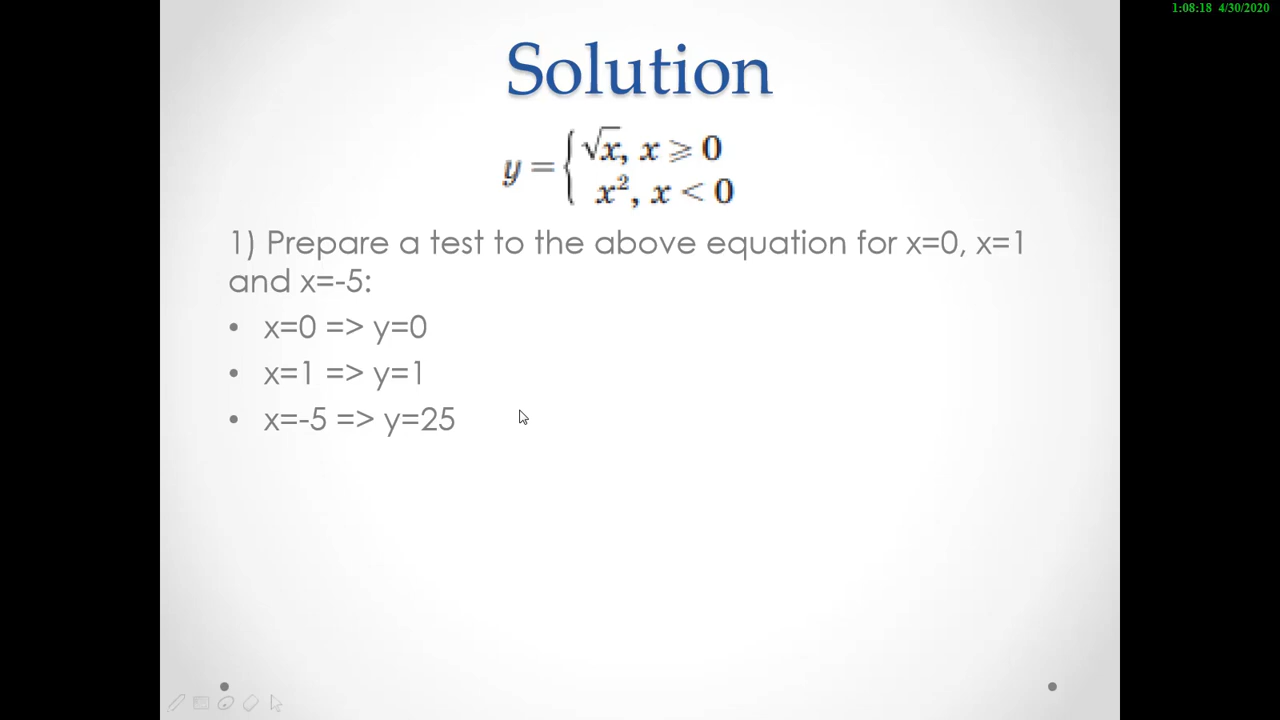 1:08:18 4/30/2020
Solution
y = { √x, x ⩾ 0
x², x < 0
1) Prepare a test to the above equation for x=0, x=1
and x=-5:
• x=0 => y=0
• x=1 => y=1
• x=-5 => y=25